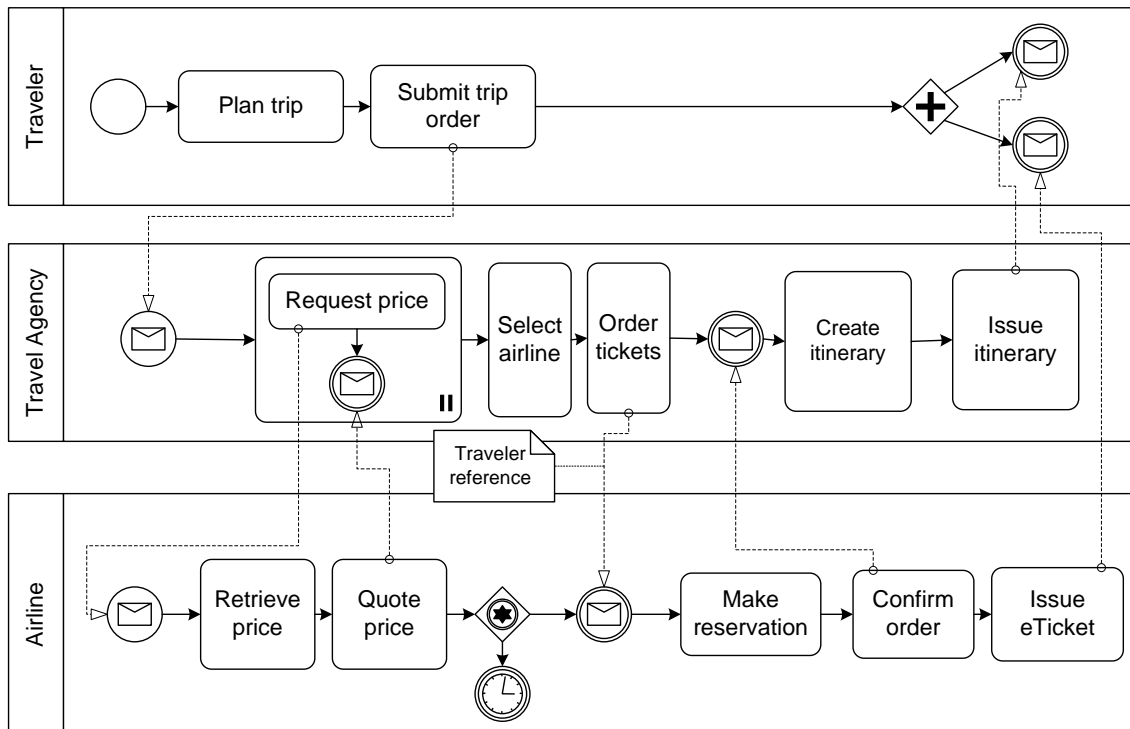 Traveler
Plan trip
Submit trip
order
Travel Agency
Request price
Select
airline
Order
tickets
Create
itinerary
Issue
itinerary
Traveler
reference
Airline
Retrieve
price
Quote
price
Make
reservation
Confirm
order
Issue
eTicket